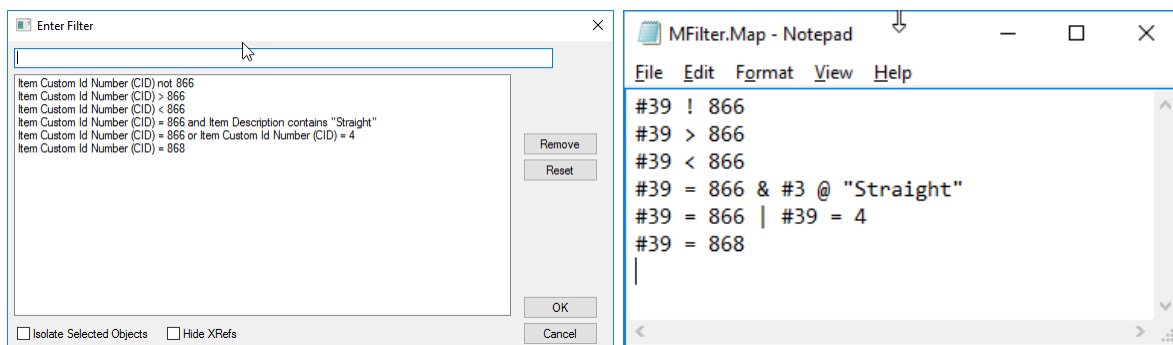 Enter Filter
Item Custom Id Number (CID) not 866
Item Custom Id Number (CID) > 866
Item Custom Id Number (CID) < 866
Item Custom Id Number (CID) = 866 and Item Description contains "Straight"
Item Custom Id Number (CID) = 866 or Item Custom Id Number (CID) = 4
Item Custom Id Number (CID) = 868
Remove
Reset
OK
Isolate Selected Objects
Hide XRefs
Cancel
MFilter.Map - Notepad
File Edit Format View Help
#39 ! 866
#39 > 866
#39 < 866
#39 = 866 & #3 @ "Straight"
#39 = 866 | #39 = 4
#39 = 868